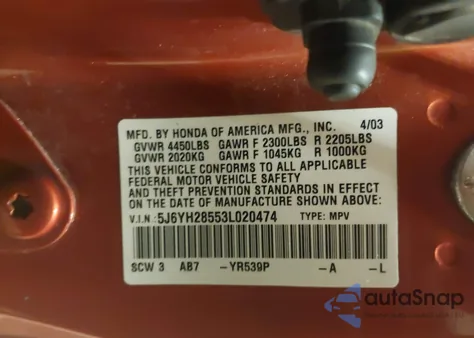 MFD. BY HONDA OF AMERICA MFG., INC. 4/03
GVWR 4450LBS GAWR F 2300LBS R 2205LBS
GVWR 2020KG GAWR F 1045KG R 1000KG
THIS VEHICLE CONFORMS TO ALL APPLICABLE
FEDERAL MOTOR VEHICLE SAFETY
AND THEFT PREVENTION STANDARDS IN EFFECT
ON THE DATE OF MANUFACTURE SHOWN ABOVE:
V.I.N: 5J6YH28553L020474 TYPE: MPV
SCW 3 AB7 -YR539P -A -L
autoSnap